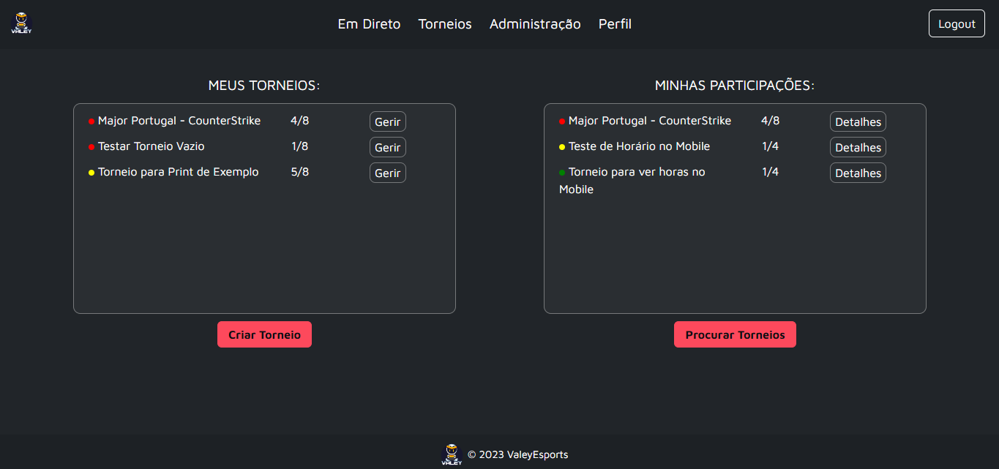 VALEY
Em Direto Torneios Administração Perfil
Logout
MEUS TORNEIOS:
Major Portugal - CounterStrike 4/8 Gerir
Testar Torneio Vazio 1/8 Gerir
Torneio para Print de Exemplo 5/8 Gerir
Criar Torneio
MINHAS PARTICIPAÇÕES:
Major Portugal - CounterStrike 4/8 Detalhes
Teste de Horário no Mobile 1/4 Detalhes
Torneio para ver horas no 1/4 Detalhes
Mobile
Procurar Torneios
VALEY
© 2023 ValeyEsports